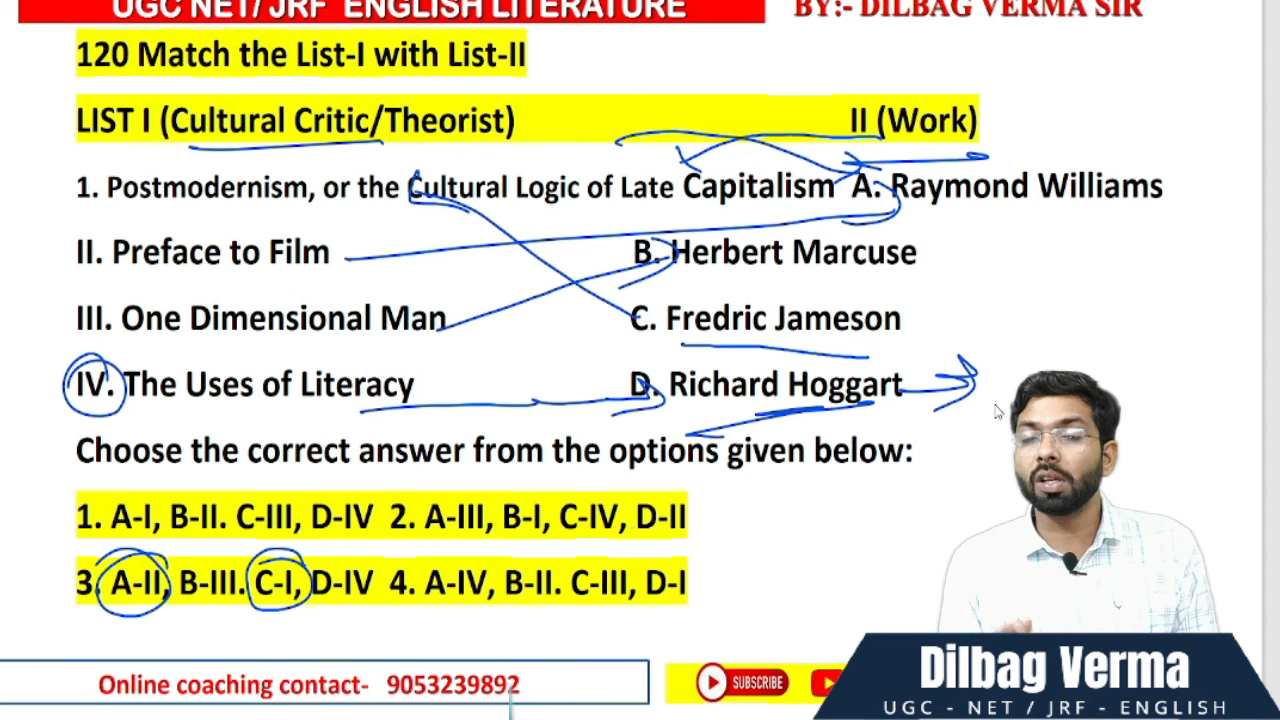 UGC NET/ JRF ENGLISH LITERATURE BY:- DILBAG VERMA SIR
120 Match the List-I with List-II
LIST I (Cultural Critic/Theorist) II (Work)
1. Postmodernism, or the Cultural Logic of Late Capitalism A. Raymond Williams
II. Preface to Film B. Herbert Marcuse
III. One Dimensional Man C. Fredric Jameson
IV. The Uses of Literacy D. Richard Hoggart
Choose the correct answer from the options given below:
1. A-I, B-II. C-III, D-IV 2. A-III, B-I, C-IV, D-II
3. A-II, B-III. C-I, D-IV 4. A-IV, B-II. C-III, D-I
Online coaching contact- 9053239892
SUBSCRIBE
Dilbag Verma
UGC - NET / JRF - ENGLISH